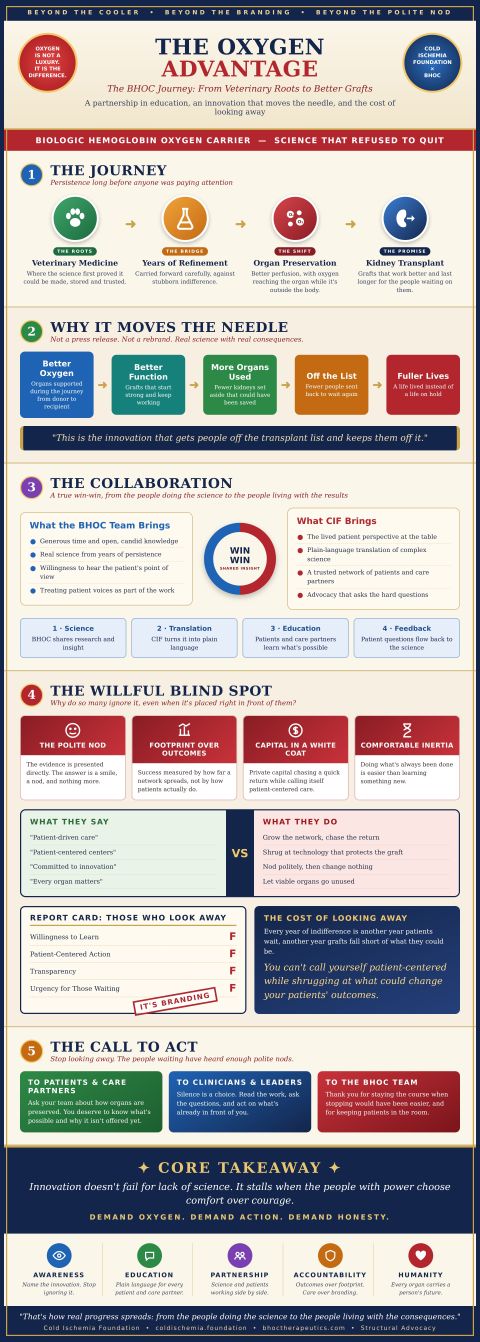 BEYOND THE COOLER • BEYOND THE BRANDING • BEYOND THE POLITE NOD
OXYGEN
IS NOT A
LUXURY.
IT IS THE
DIFFERENCE.
THE OXYGEN
ADVANTAGE
The BHOC Journey: From Veterinary Roots to Better Grafts
A partnership in education, an innovation that moves the needle, and the cost of
looking away
COLD
ISCHEMIA
FOUNDATION
×
BHOC
BIOLOGIC HEMOGLOBIN OXYGEN CARRIER — SCIENCE THAT REFUSED TO QUIT
1 THE JOURNEY
Persistence long before anyone was paying attention
THE ROOTS
Veterinary Medicine
Where the science first proved it
could be made, stored and trusted.
THE BRIDGE
Years of Refinement
Carried forward carefully, against
stubborn indifference.
THE SHIFT
Organ Preservation
Better perfusion, with oxygen
reaching the organ while it's
outside the body.
THE PROMISE
Kidney Transplant
Grafts that work better and last
longer for the people waiting on
them.
2 WHY IT MOVES THE NEEDLE
Not a press release. Not a rebrand. Real science with real consequences.
Better
Oxygen
Organs supported
during the journey
from donor to
recipient
Better
Function
Grafts that start
strong and keep
working
More Organs
Used
Fewer kidneys set
aside that could have
been saved
Off the List
Fewer people sent
back to wait again
Fuller Lives
A life lived instead of
a life on hold
"This is the innovation that gets people off the transplant list and keeps them off it."
3 THE COLLABORATION
A true win-win, from the people doing the science to the people living with the results
What the BHOC Team Brings
Generous time and open, candid knowledge
Real science from years of persistence
Willingness to hear the patient's point of
view
Treating patient voices as part of the work
WIN
WIN
SHARED INSIGHT
What CIF Brings
The lived patient perspective at the table
Plain-language translation of complex
science
A trusted network of patients and care
partners
Advocacy that asks the hard questions
1 · Science
BHOC shares research and
insight
2 · Translation
CIF turns it into plain
language
3 · Education
Patients and care partners
learn what's possible
4 · Feedback
Patient questions flow back to
the science
4 THE WILLFUL BLIND SPOT
Why do so many ignore it, even when it's placed right in front of them?
THE POLITE NOD
The evidence is presented
directly. The answer is a smile,
a nod, and nothing more.
FOOTPRINT OVER
OUTCOMES
Success measured by how far a
network spreads, not by how
patients actually do.
$
CAPITAL IN A WHITE
COAT
Private capital chasing a quick
return while calling itself
patient-centered care.
COMFORTABLE INERTIA
Doing what's always been done
is easier than learning
something new.
WHAT THEY SAY
"Patient-driven care"
"Patient-centered centers"
"Committed to innovation"
"Every organ matters"
VS
WHAT THEY DO
Grow the network, chase the return
Shrug at technology that protects the graft
Nod politely, then change nothing
Let viable organs go unused
REPORT CARD: THOSE WHO LOOK AWAY
Willingness to Learn F
Patient-Centered Action F
Transparency F
Urgency for Those Waiting F
IT'S BRANDING
THE COST OF LOOKING AWAY
Every year of indifference is another year patients
wait, another year grafts fall short of what they could
be.
You can't call yourself patient-centered
while shrugging at what could change
your patients' outcomes.
5 THE CALL TO ACT
Stop looking away. The people waiting have heard enough polite nods.
TO PATIENTS & CARE
PARTNERS
Ask your team about how organs are
preserved. You deserve to know what's
possible and why it isn't offered yet.
TO CLINICIANS & LEADERS
Silence is a choice. Read the work, ask
the questions, and act on what's
already in front of you.
TO THE BHOC TEAM
Thank you for staying the course when
stopping would have been easier, and
for keeping patients in the room.
✦ CORE TAKEAWAY ✦
Innovation doesn't fail for lack of science. It stalls when the people with power choose
comfort over courage.
DEMAND OXYGEN. DEMAND ACTION. DEMAND HONESTY.
AWARENESS
Name the innovation. Stop
ignoring it.
EDUCATION
Plain language for every
patient and care partner.
PARTNERSHIP
Science and patients
working side by side.
ACCOUNTABILITY
Outcomes over footprint.
Care over branding.
HUMANITY
Every organ carries a
person's future.
"That's how real progress spreads: from the people doing the science to the people living with the consequences."
Cold Ischemia Foundation • coldischemia.foundation • bhoctherapeutics.com • Structural Advocacy